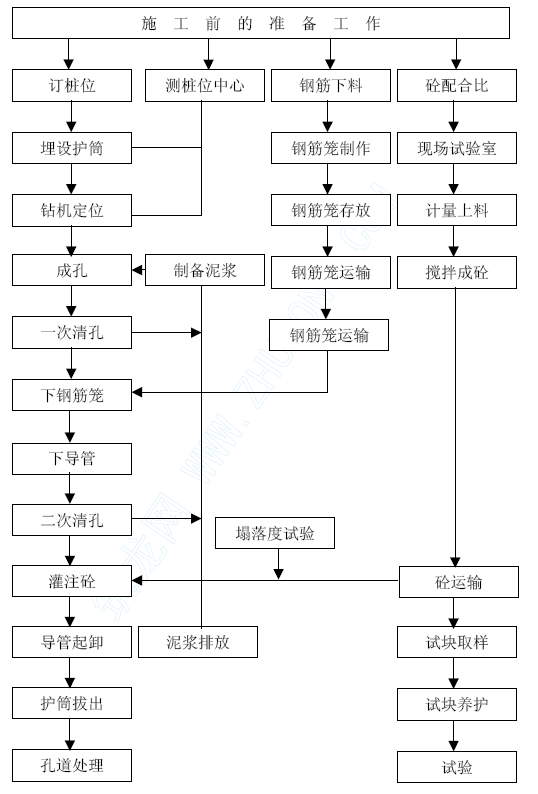 施 工 前 的 准 备 工 作
订桩位 测桩位中心 钢筋下料 砼配合比
埋设护筒 钢筋笼制作 现场试验室
钻机定位 钢筋笼存放 计量上料
成孔 制备泥浆 钢筋笼运输 搅拌成砼
一次清孔 钢筋笼运输
下钢筋笼
下导管
二次清孔 塌落度试验
灌注砼 砼运输
导管起卸 泥浆排放 试块取样
护筒拔出 试块养护
孔道处理 试验